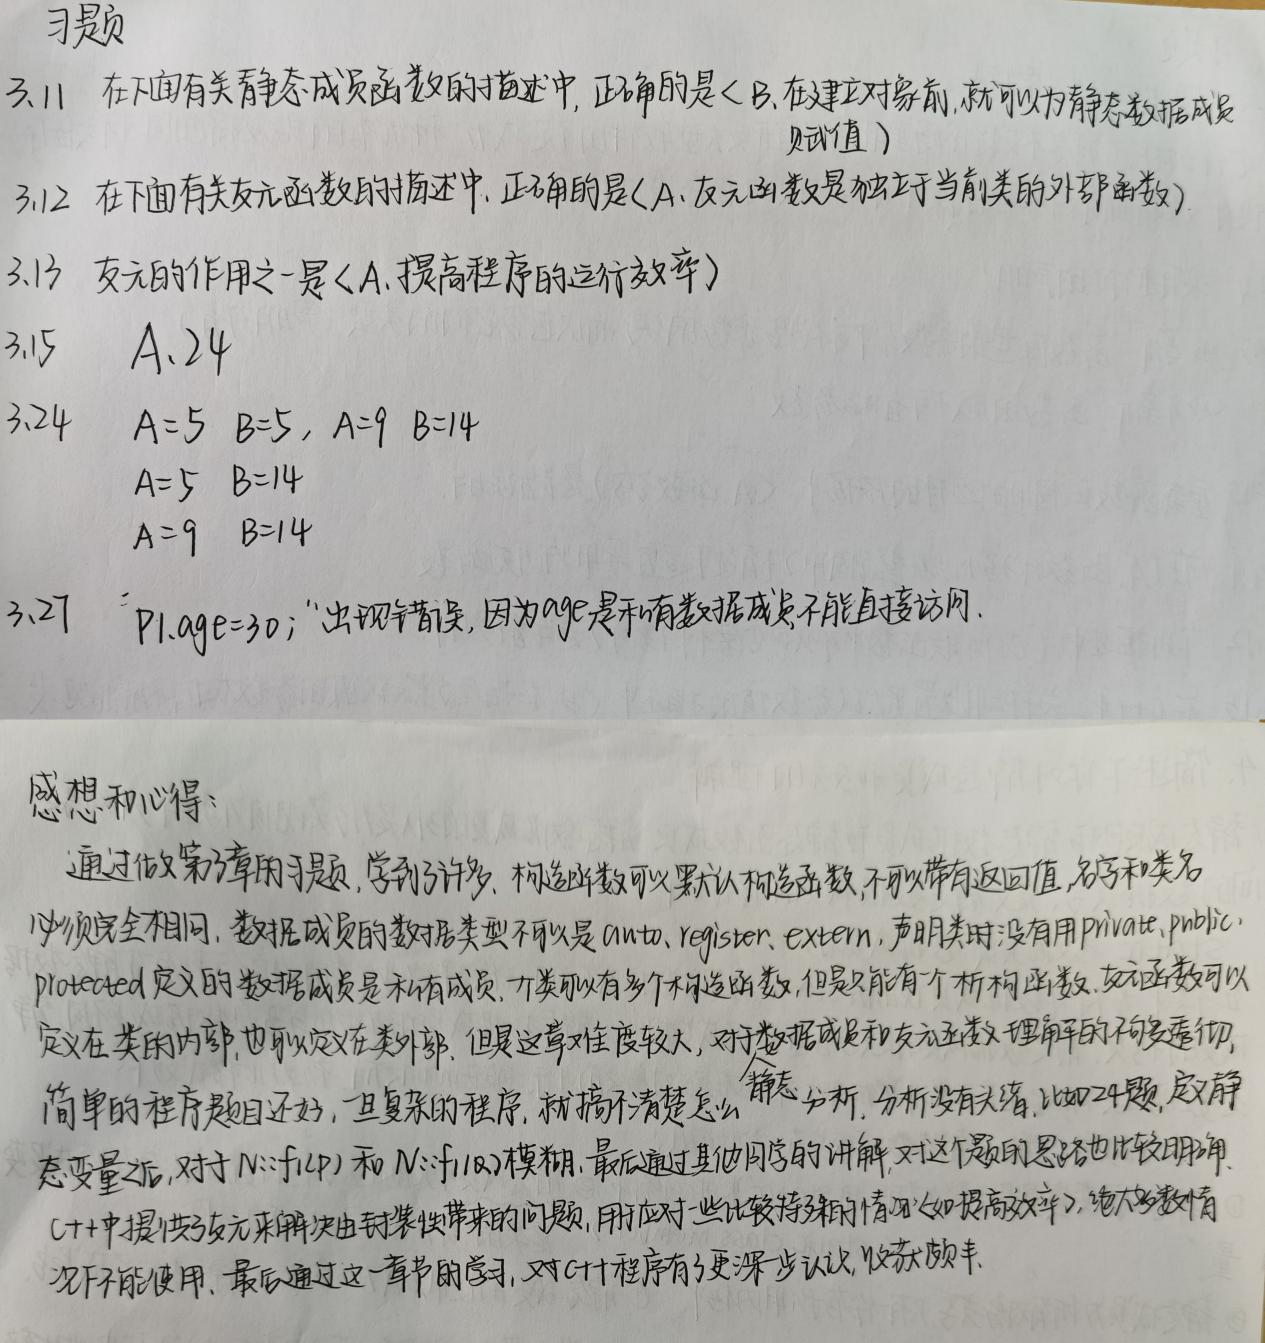 习题
3.11 在下面有关静态成员函数的描述中,正确的是<B、在建立对象前,就可以为静态数据成员
赋值)
3.12 在下面有关友元函数的描述中,正确的是<A、友元函数是独立于当前类的外部函数)
3.13 友元的作用之一是<A、提高程序的运行效率>
3.15 A、24
3.24 A=5 B=5, A=9 B=14
A=5 B=14
A=9 B=14
3.27 "P1.age=30;"出现错误,因为age是私有数据成员,不能直接访问.
感想和心得:
通过做第3章的习题,学到了许多、构造函数可以默认构造函数,不可以带有返回值,名字和类名
必须完全相同,数据成员的数据类型不可以是auto、register、extern,声明类时没有用private、public、
protected定义的数据成员是私有成员,一个类可以有多个构造函数,但是只能有一个析构函数.友元函数可以
定义在类的内部,也可以定义在类外部、但是这章难度较大,对于静态数据成员和友元函数理解的不够透彻,
简单的程序题目还好,一旦复杂的程序,就搞不清楚怎么分析,分析没有头绪,比如24题,定义静
态变量之后,对于N::f1(P)和N::f1(Q)模糊,最后通过其他同学的讲解,对这个题的思路也比较明确.
C++中提供了友元来解决由封装性带来的问题,用于应对一些比较特殊的情况<如提高效率>,绝大多数情
况下不能使用、最后通过这一章节的学习,对C++程序有了更深一步认识,收获颇丰.